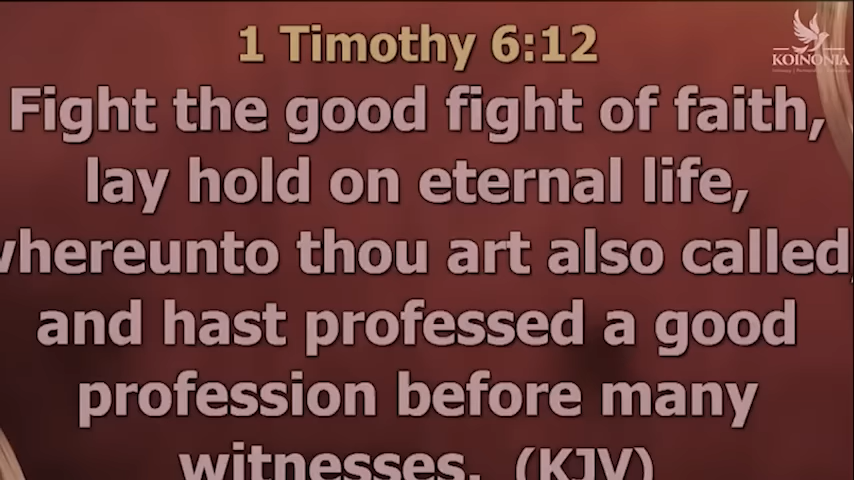 1 Timothy 6:12
KOINONIA
Fight the good fight of faith,
lay hold on eternal life,
whereunto thou art also called,
and hast professed a good
profession before many
witnesses. (KJV)